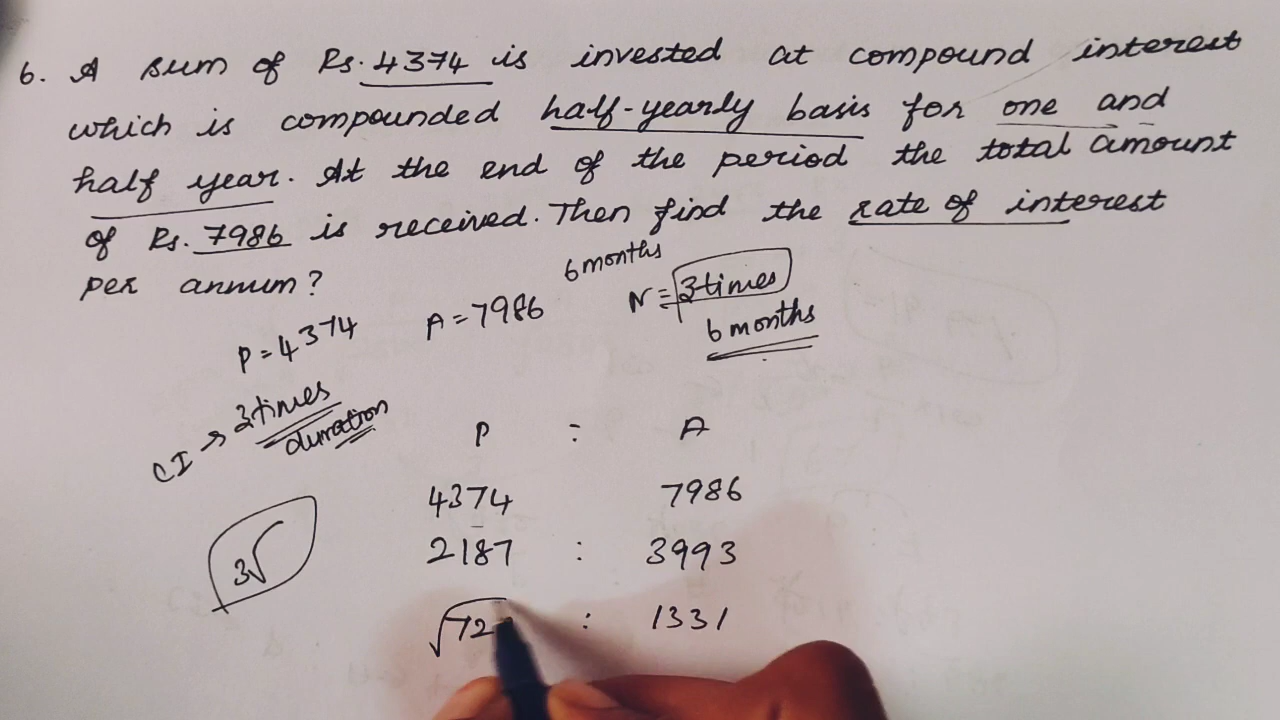 6. A sum of Rs. 4374 is invested at compound interest
which is compounded half-yearly basis for one and
half year. At the end of the period the total amount
of Rs. 7986 is received. Then find the rate of interest
per annum?
6 months
P = 4374 A = 7986 N = 3 times
6 months
CI → 3 times
duration
P : A
4374 7986
2187 : 3993
3√
√72 : 1331